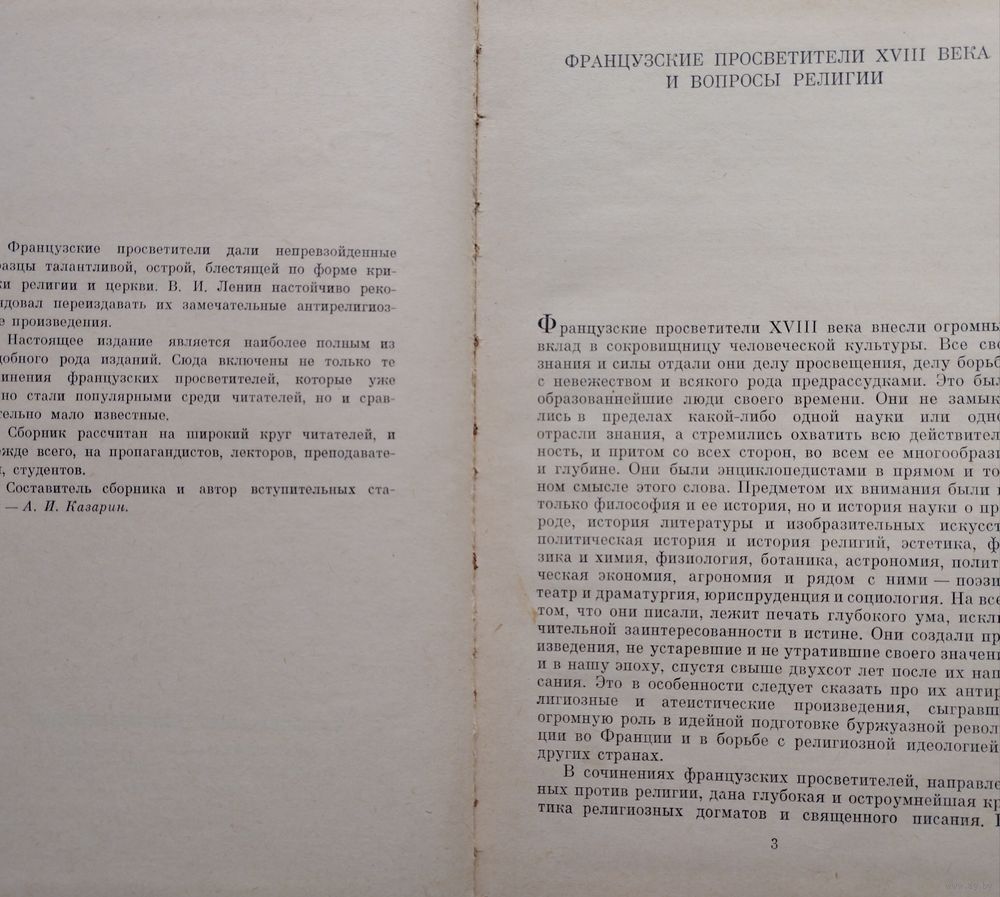 Французские просветители дали непревзойденные
разцы талантливой, острой, блестящей по форме кри-
ки религии и церкви. В. И. Ленин настойчиво реко-
ндовал переиздавать их замечательные антирелигиоз-
е произведения.
Настоящее издание является наиболее полным из
добного рода изданий. Сюда включены не только те
чинения французских просветителей, которые уже
но стали популярными среди читателей, но и срав-
тельно мало известные.
Сборник рассчитан на широкий круг читателей, и
жде всего, на пропагандистов, лекторов, преподавате-
, студентов.
Составитель сборника и автор вступительных ста-
— А. И. Казарин.
ФРАНЦУЗСКИЕ ПРОСВЕТИТЕЛИ XVIII ВЕКА
И ВОПРОСЫ РЕЛИГИИ
Французские просветители XVIII века внесли огромны
вклад в сокровищницу человеческой культуры. Все сво
знания и силы отдали они делу просвещения, делу борьб
с невежеством и всякого рода предрассудками. Это был
образованнейшие люди своего времени. Они не замык
лись в пределах какой-либо одной науки или одно
отрасли знания, а стремились охватить всю действител
ность, и притом со всех сторон, во всем ее многообрази
и глубине. Они были энциклопедистами в прямом и то
ном смысле этого слова. Предметом их внимания были
только философия и ее история, но и история науки о пр
роде, история литературы и изобразительных искусст
политическая история и история религий, эстетика, ф
зика и химия, физиология, ботаника, астрономия, полит
ческая экономия, агрономия и рядом с ними — поэзи
театр и драматургия, юриспруденция и социология. На все
том, что они писали, лежит печать глубокого ума, искл
чительной заинтересованности в истине. Они создали пр
изведения, не устаревшие и не утратившие своего значени
и в нашу эпоху, спустя свыше двухсот лет после их нап
сания. Это в особенности следует сказать про их антир
лигиозные и атеистические произведения, сыгравш
огромную роль в идейной подготовке буржуазной револ
ции во Франции и в борьбе с религиозной идеологией
других странах.
В сочинениях французских просветителей, направле
ных против религии, дана глубокая и остроумнейшая кр
тика религиозных догматов и священного писания.
3